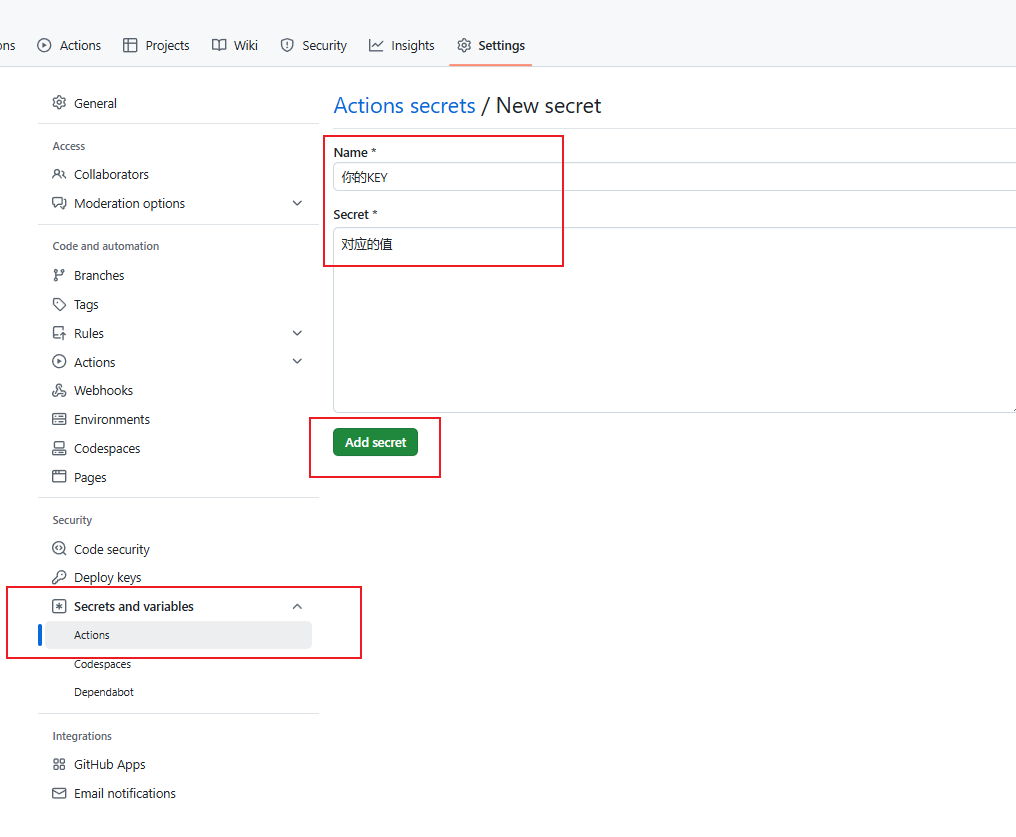 ons Actions Projects Wiki Security Insights Settings
General
Access
Collaborators
Moderation options
Code and automation
Branches
Tags
Rules
Actions
Webhooks
Environments
Codespaces
Pages
Security
Code security
Deploy keys
Secrets and variables
Actions
Codespaces
Dependabot
Integrations
GitHub Apps
Email notifications
Actions secrets / New secret
Name *
你的KEY
Secret *
对应的值
Add secret